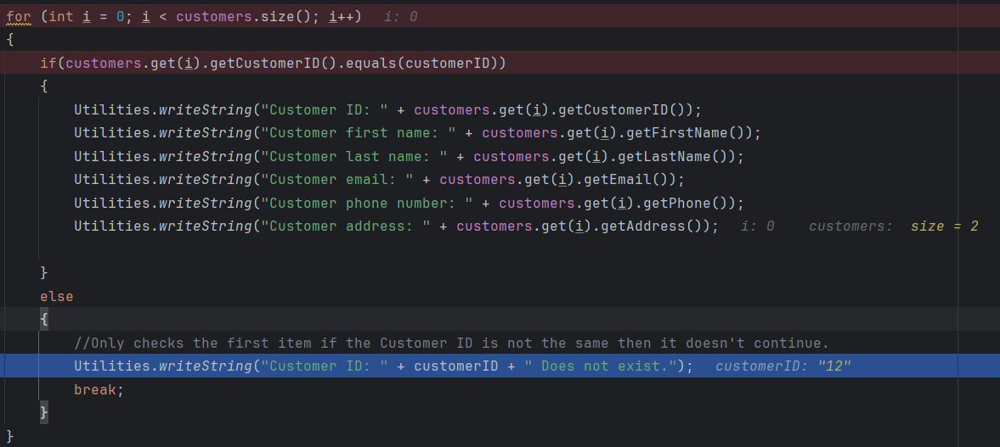 for (int i = 0; i < customers.size(); i++)   i: 0
{
    if(customers.get(i).getCustomerID().equals(customerID))
    {
        Utilities.writeString("Customer ID: " + customers.get(i).getCustomerID());
        Utilities.writeString("Customer first name: " + customers.get(i).getFirstName());
        Utilities.writeString("Customer last name: " + customers.get(i).getLastName());
        Utilities.writeString("Customer email: " + customers.get(i).getEmail());
        Utilities.writeString("Customer phone number: " + customers.get(i).getPhone());
        Utilities.writeString("Customer address: " + customers.get(i).getAddress());   i: 0    customers:  size = 2
    }
    else
    {
        //Only checks the first item if the Customer ID is not the same then it doesn't continue.
        Utilities.writeString("Customer ID: " + customerID + " Does not exist.");   customerID: "12"
        break;
    }
}